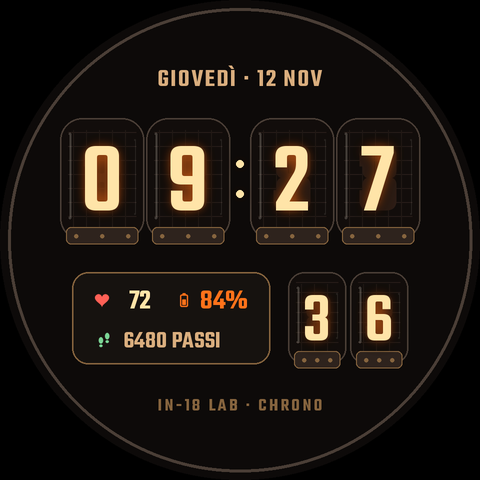 GIOVEDÌ · 12 NOV
09:27
72 84%
36
6480 PASSI
IN-18 LAB · CHRONO